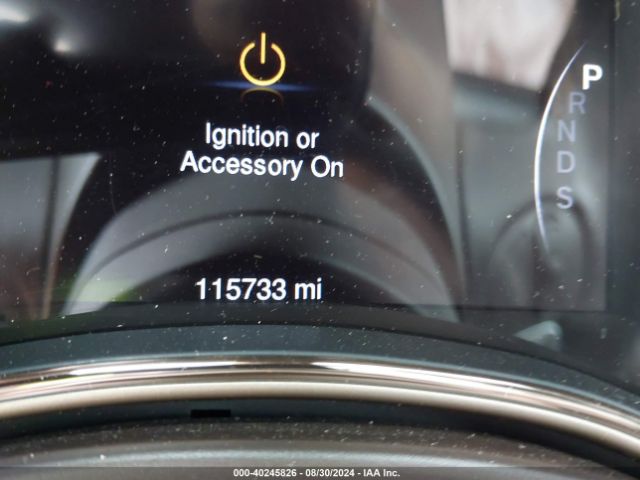 P
R
N
D
S
Ignition or
Accessory On
115733 mi
000-40245826 - 08/30/2024 - IAA Inc.